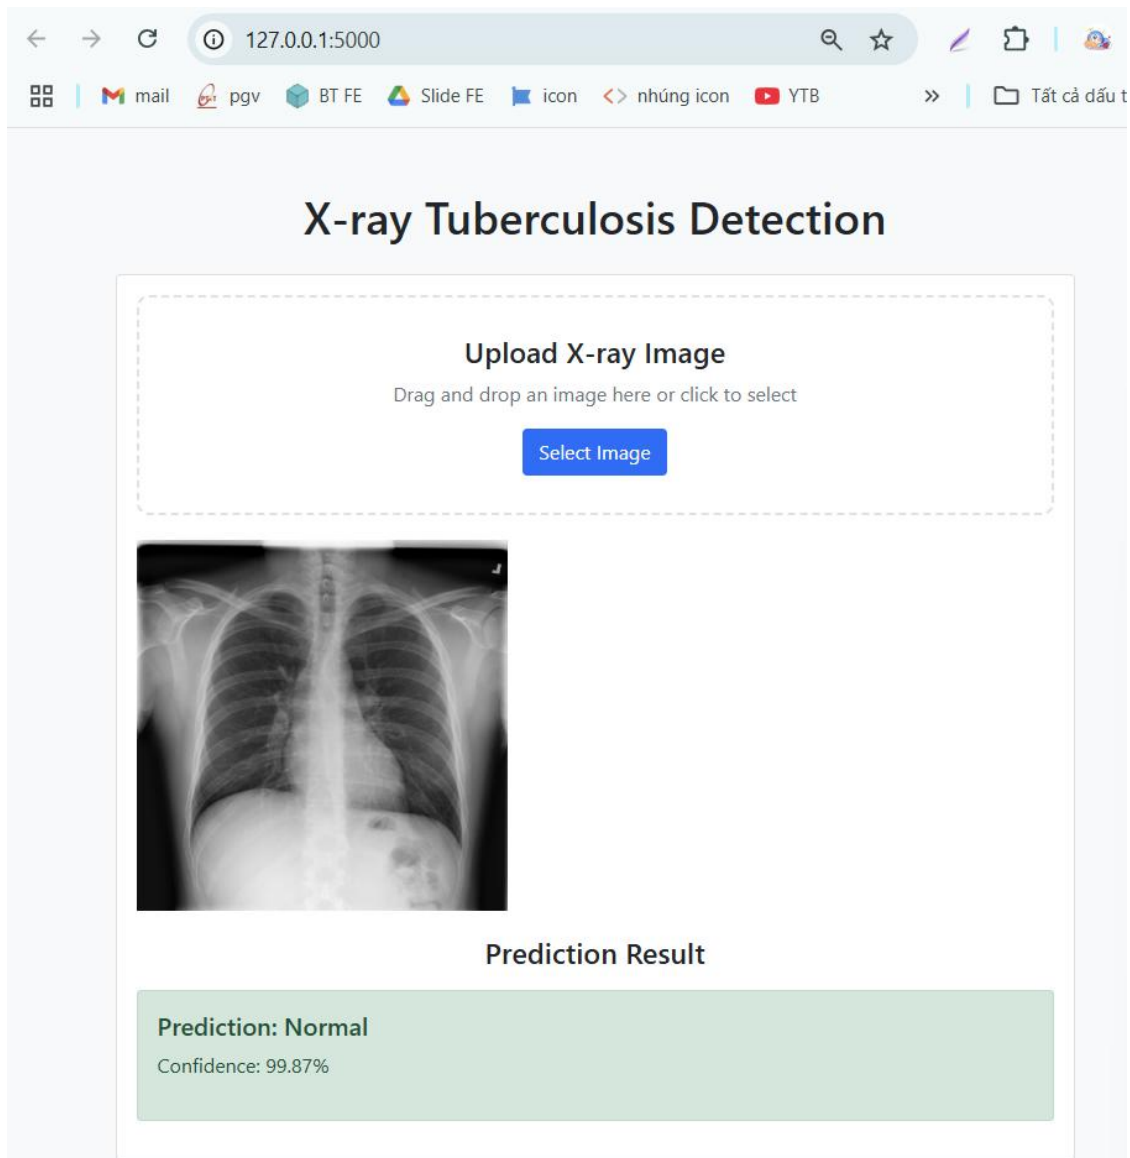 127.0.0.1:5000
mail pgv BT FE Slide FE icon <> nhúng icon YTB » Tất cả dấu t
X-ray Tuberculosis Detection
Upload X-ray Image
Drag and drop an image here or click to select
Select Image
Prediction Result
Prediction: Normal
Confidence: 99.87%